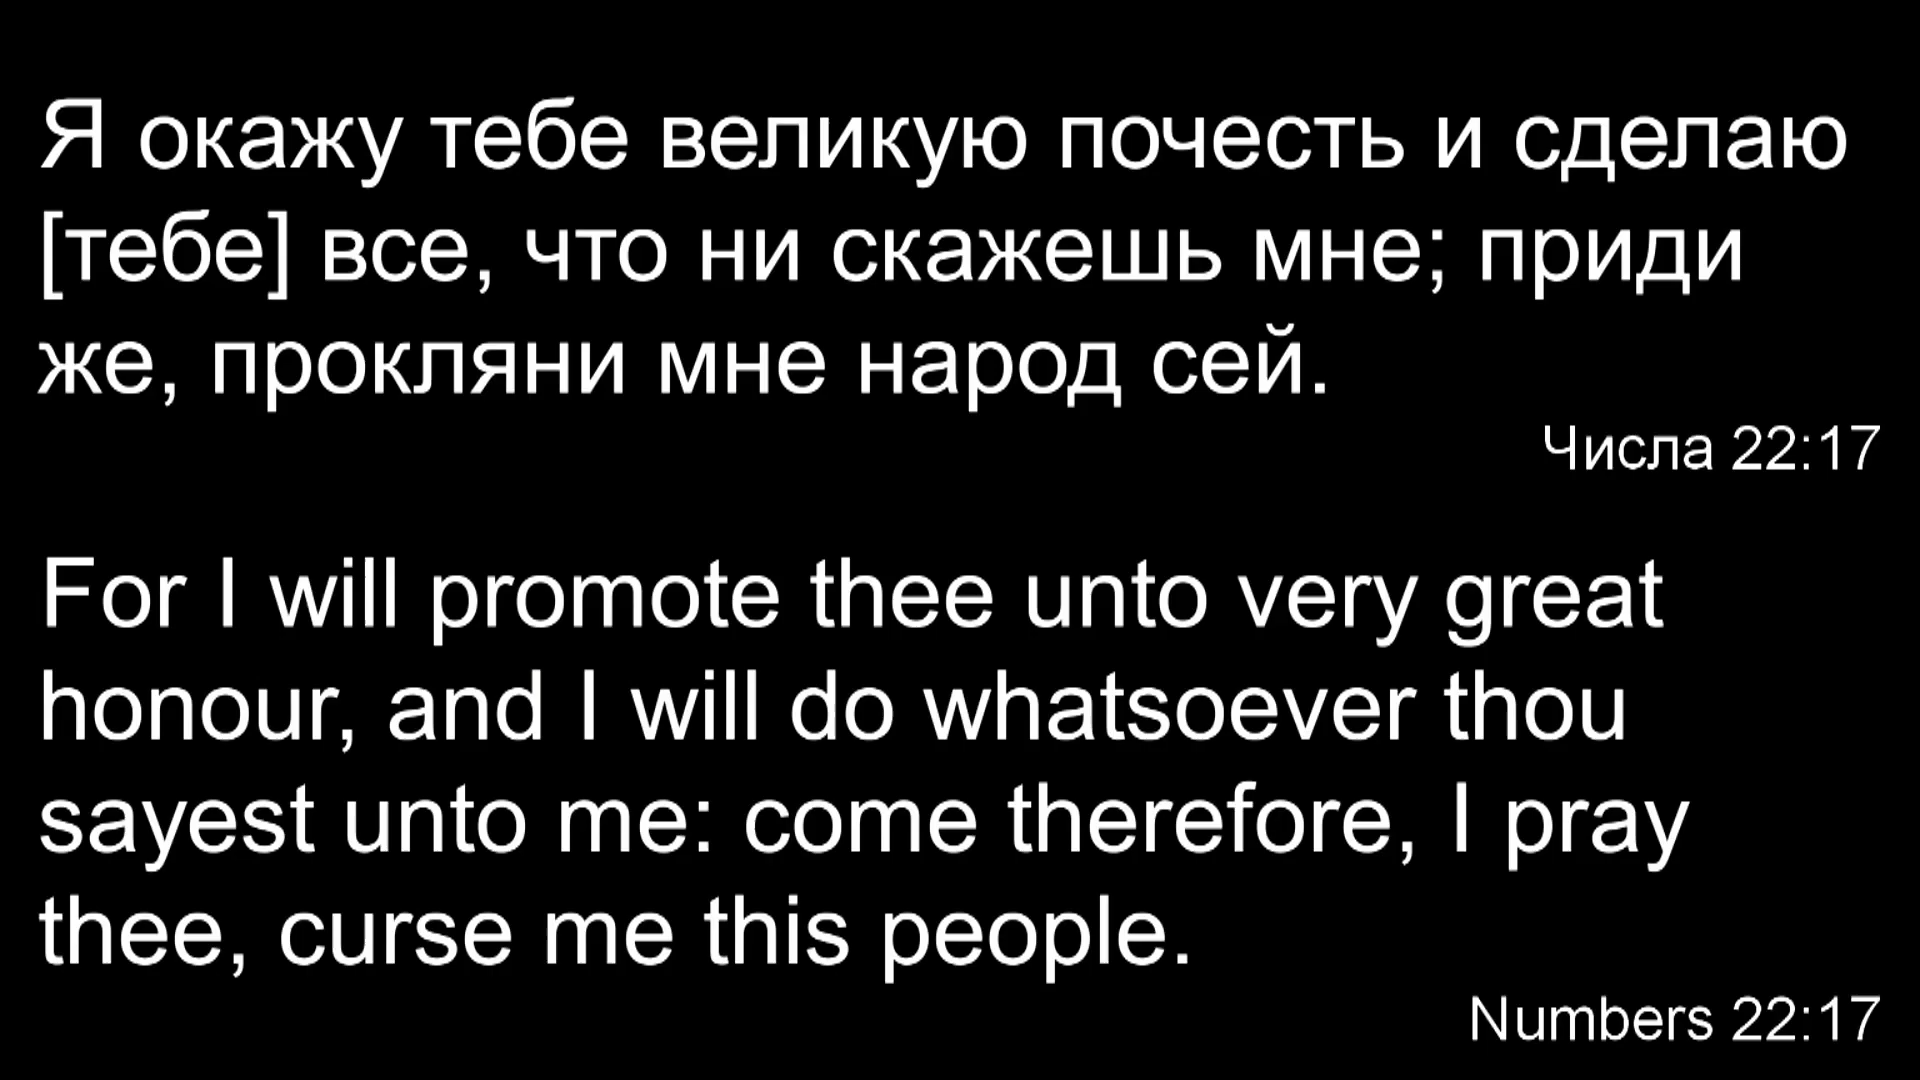 Я окажу тебе великую почесть и сделаю
[тебе] все, что ни скажешь мне; приди
же, прокляни мне народ сей.
Числа 22:17
For I will promote thee unto very great
honour, and I will do whatsoever thou
sayest unto me: come therefore, I pray
thee, curse me this people.
Numbers 22:17